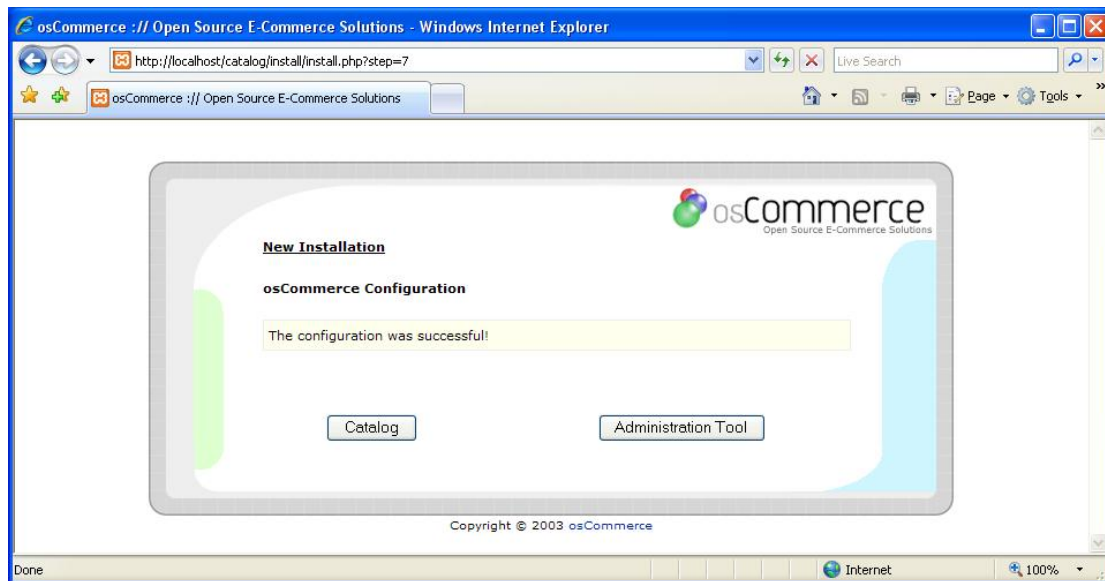 osCommerce :// Open Source E-Commerce Solutions - Windows Internet Explorer
http://localhost/catalog/install/install.php?step=7
Live Search
osCommerce :// Open Source E-Commerce Solutions
Page
Tools
»
osCommerce
Open Source E-Commerce Solutions
New Installation
osCommerce Configuration
The configuration was successful!
Catalog
Administration Tool
Copyright © 2003 osCommerce
Done
Internet
100%